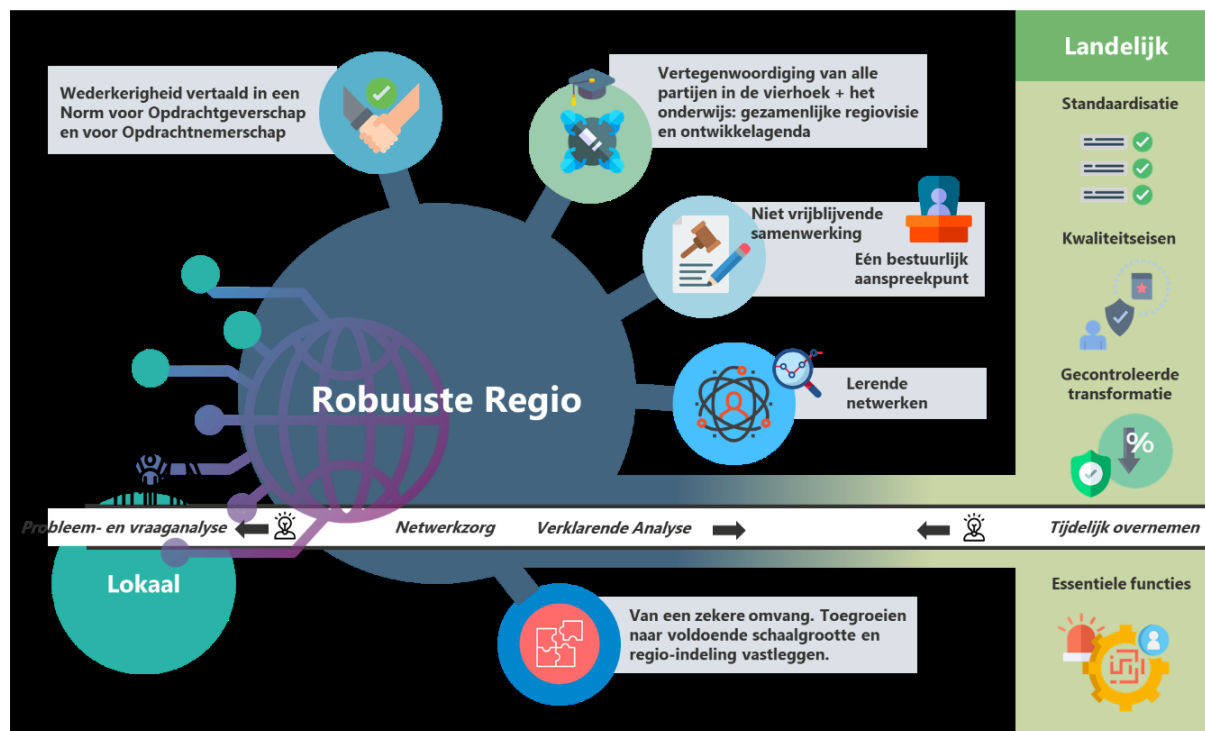 Landelijk
Wederkerigheid vertaald in een
Norm voor Opdrachtgeverschap
en voor Opdrachtnemerschap
Vertegenwoordiging van alle
partijen in de vierhoek + het
onderwijs: gezamenlijke regiovisie
en ontwikkelagenda
Standaardisatie
Niet vrijblijvende
samenwerking
Eén bestuurlijk
aanspreekpunt
Kwaliteitseisen
Robuuste Regio
Lerende
netwerken
Gecontroleerde
transformatie
%
Probleem- en vraaganalyse
Netwerkzorg
Verklarende Analyse
Tijdelijk overnemen
Lokaal
Essentiele functies
Van een zekere omvang. Toegroeien
naar voldoende schaalgrootte en
regio-indeling vastleggen.